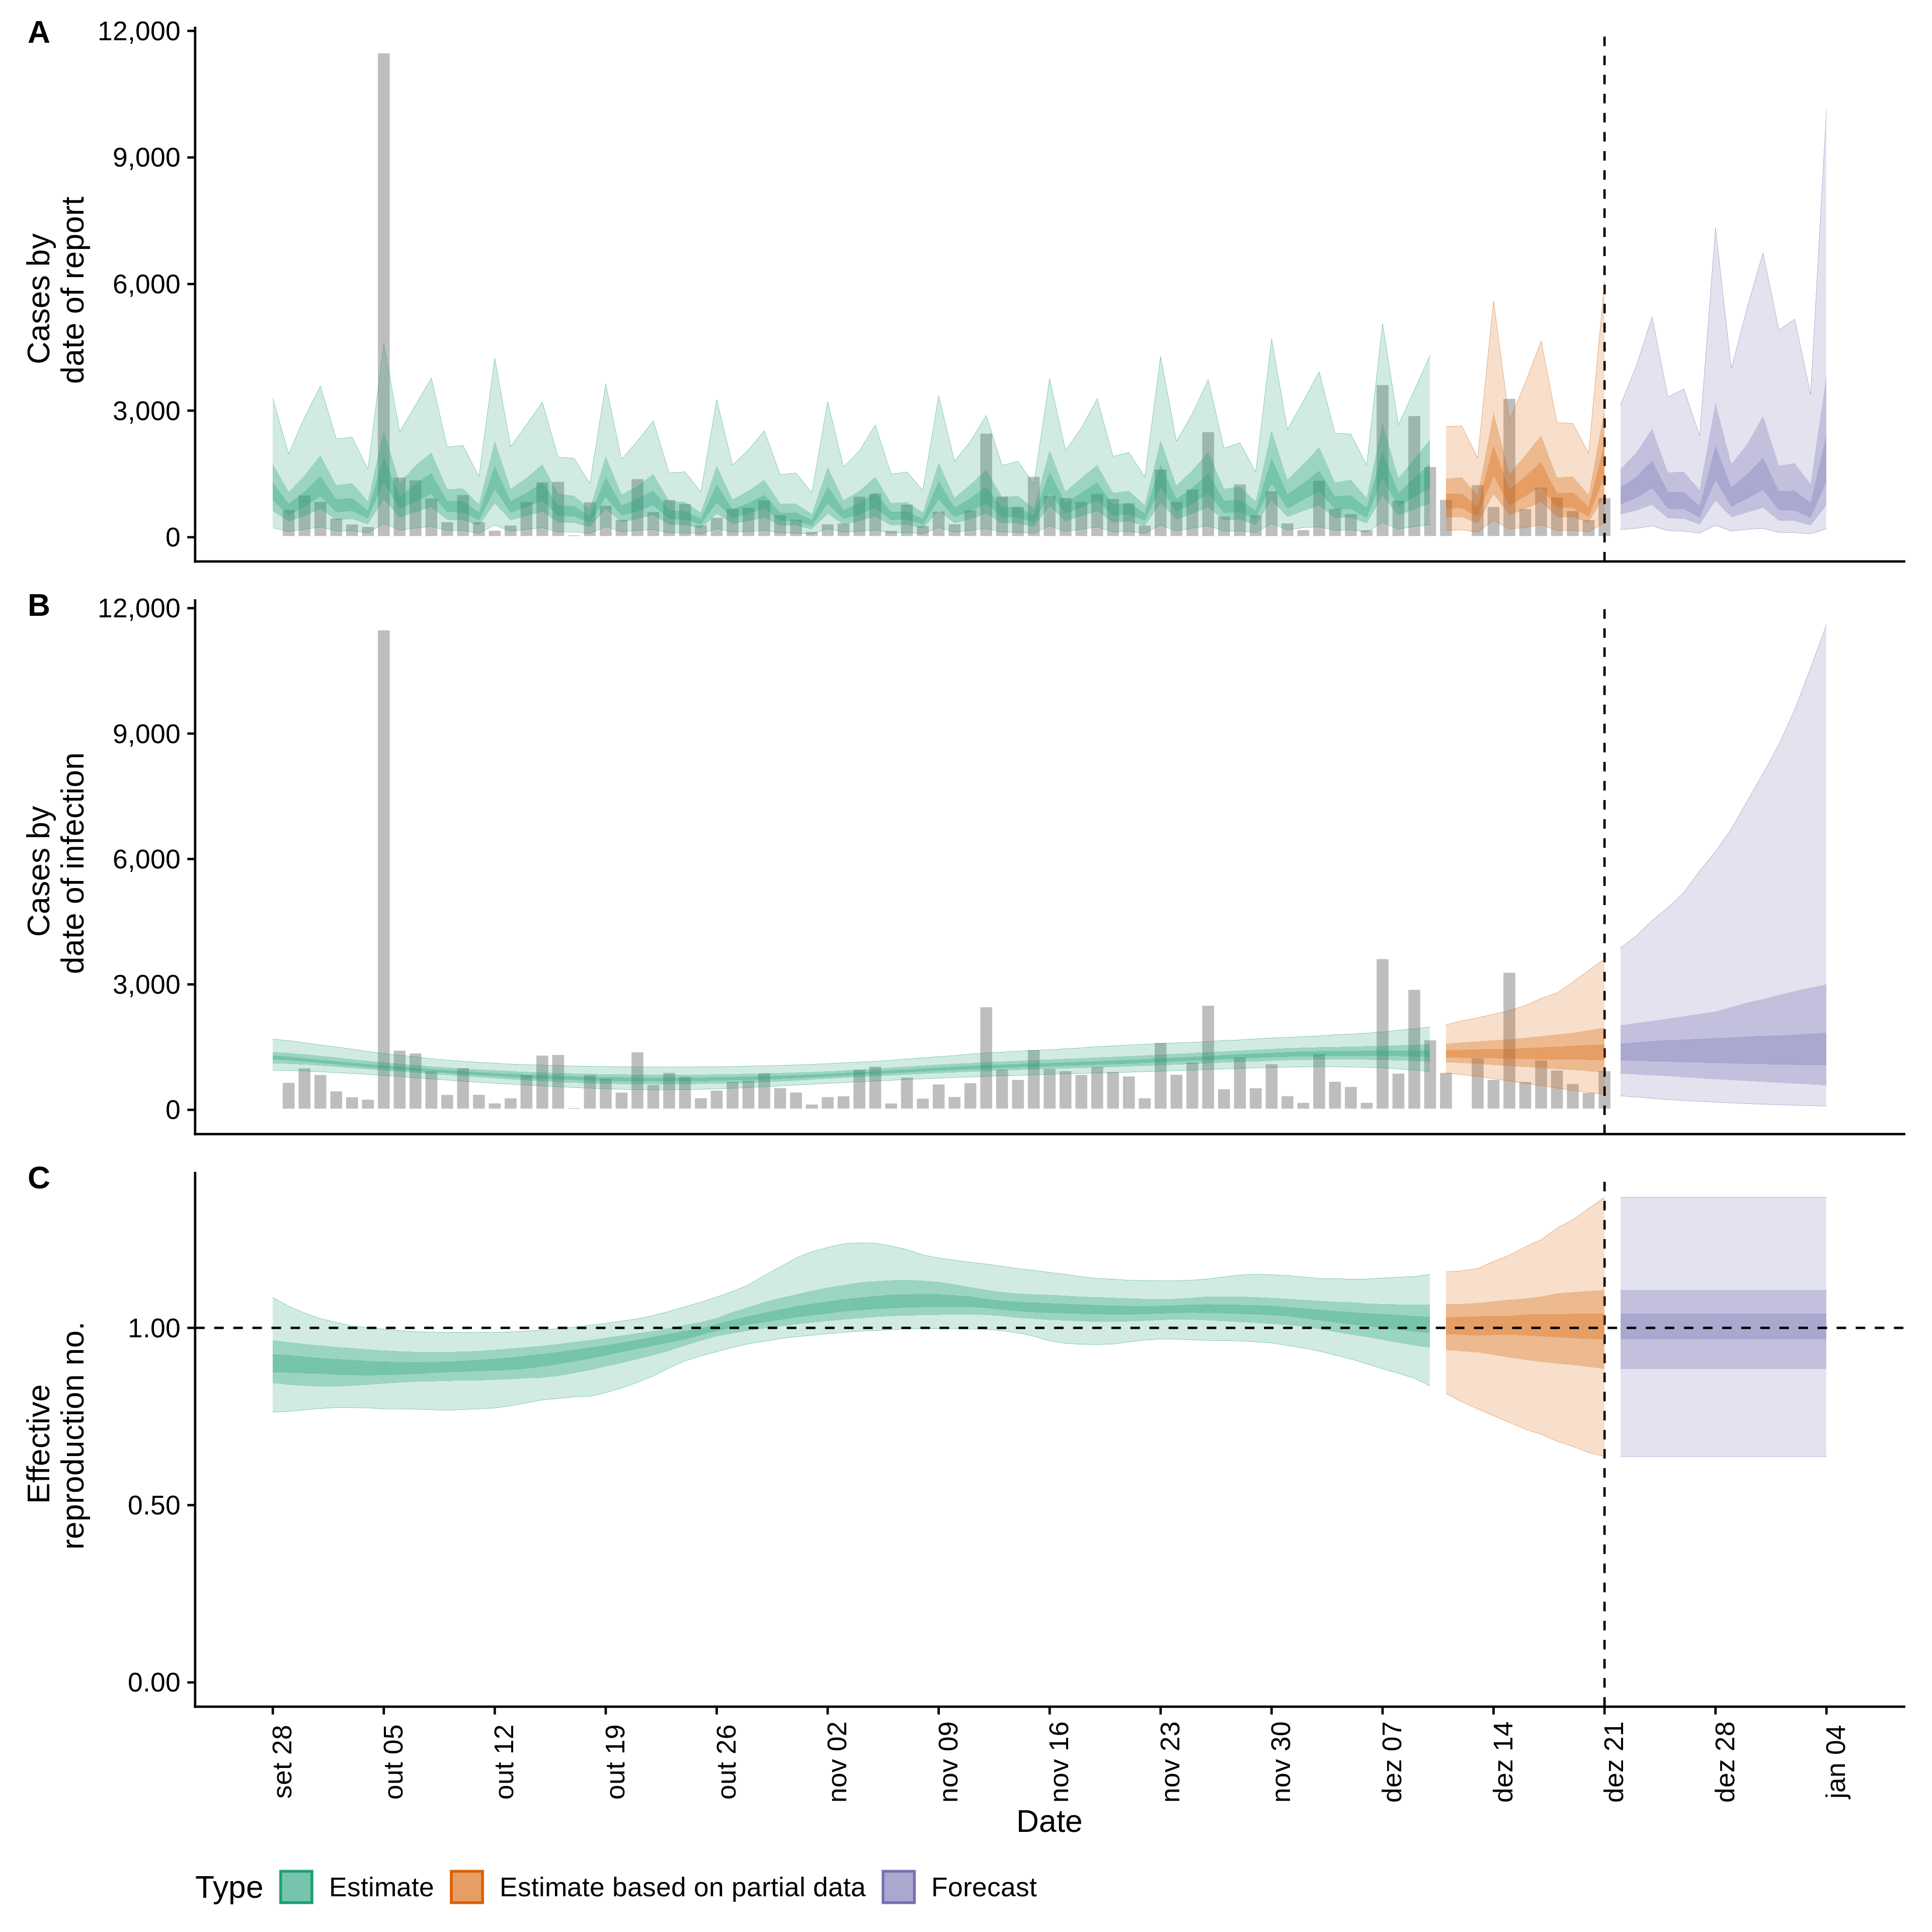 A
12,000
9,000
6,000
3,000
0
Cases by
date of report
B
12,000
9,000
6,000
3,000
0
Cases by
date of infection
C
1.00
0.50
0.00
Effective
reproduction no.
set 28
out 05
out 12
out 19
out 26
nov 02
nov 09
nov 16
nov 23
nov 30
dez 07
dez 14
dez 21
dez 28
jan 04
Date
Type Estimate Estimate based on partial data Forecast